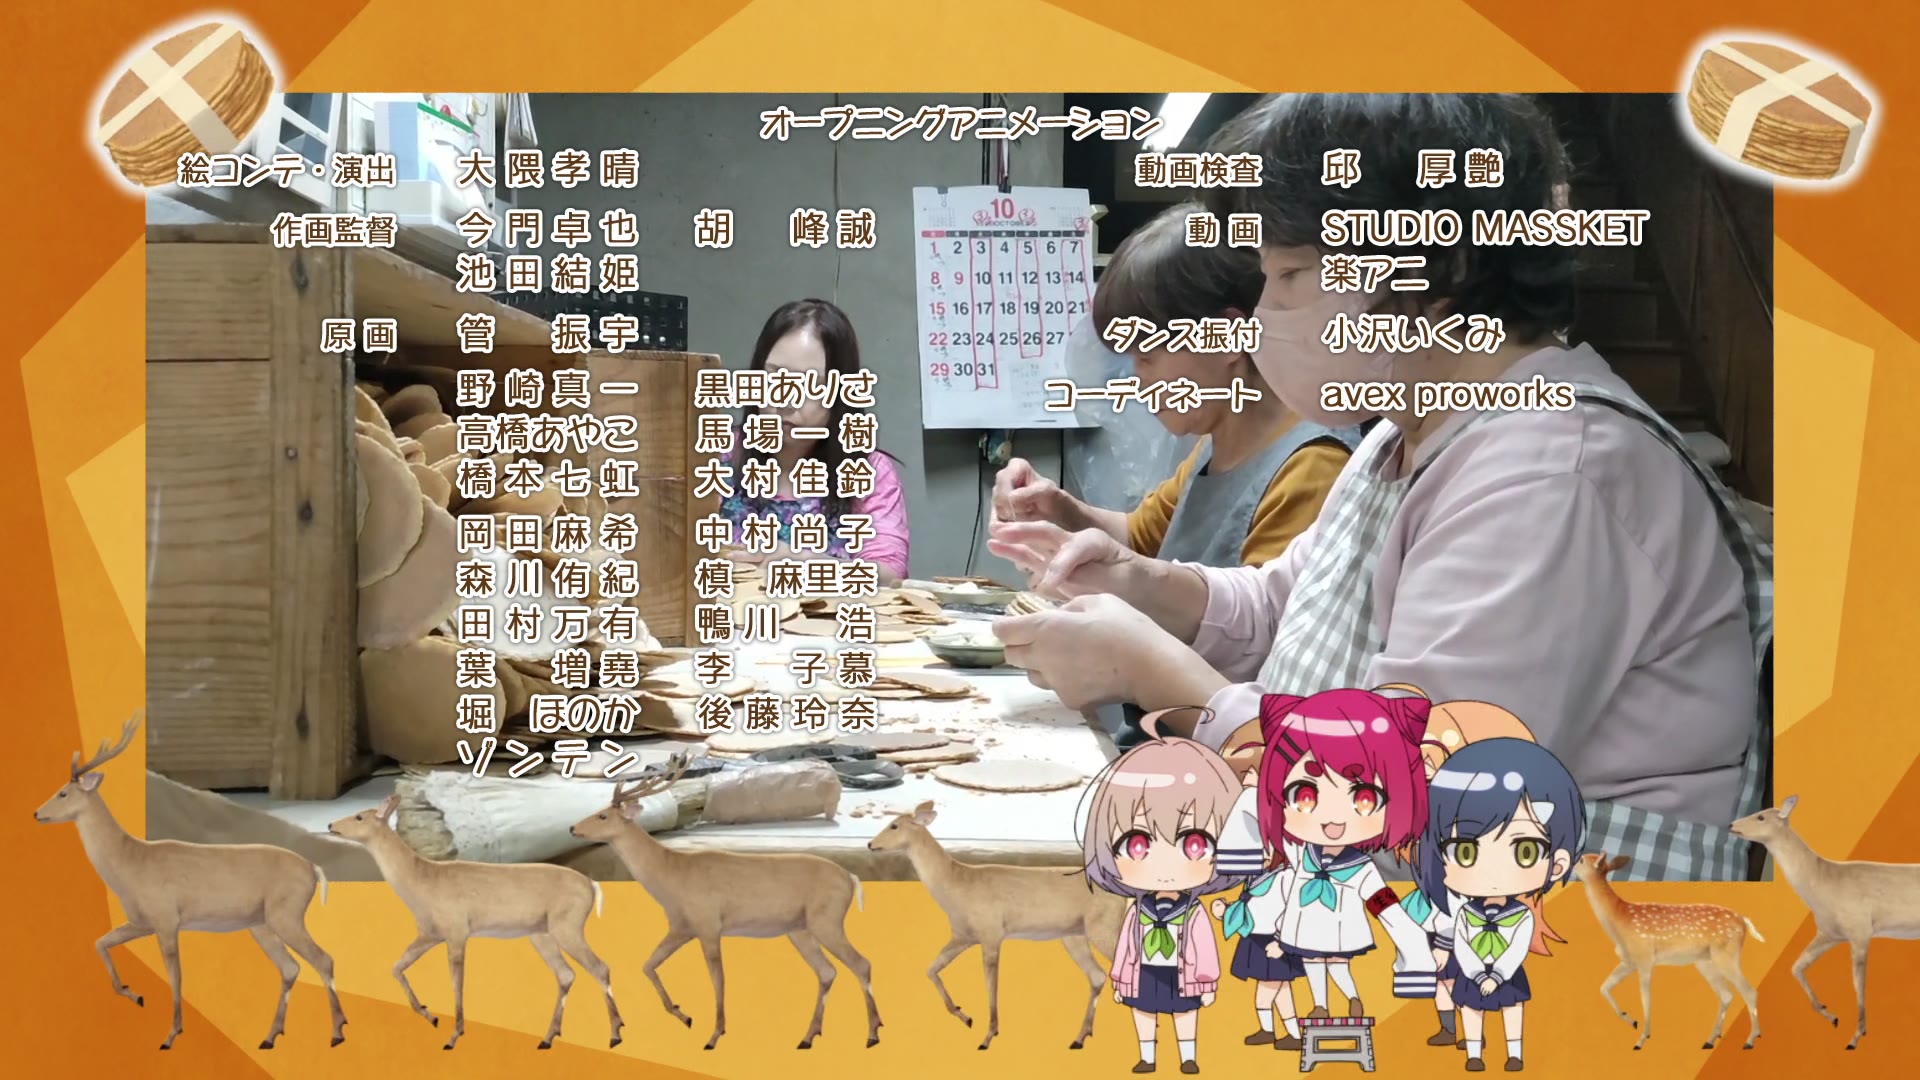 オープニングアニメーション
絵コンテ・演出 大隈孝晴
作画監督 今門卓也 胡 峰誠
池田結姫
原画 管 振宇
野崎真一 黒田ありさ
高橋あやこ 馬場一樹
橋本七虹 大村佳鈴
岡田麻希 中村尚子
森川侑紀 槙 麻里奈
田村万有 鴨川 浩
葉 増堯 李 子慕
堀 ほのか 後藤玲奈
ゾンテン
動画検査 邱 厚艶
動画 STUDIO MASSKET
楽アニ
ダンス振付 小沢いくみ
コーディネート avex proworks
10
OCTOBER
1 2 3 4 5 6 7
8 9 10 11 12 13 14
15 16 17 18 19 20 21
22 23 24 25 26 27
29 30 31